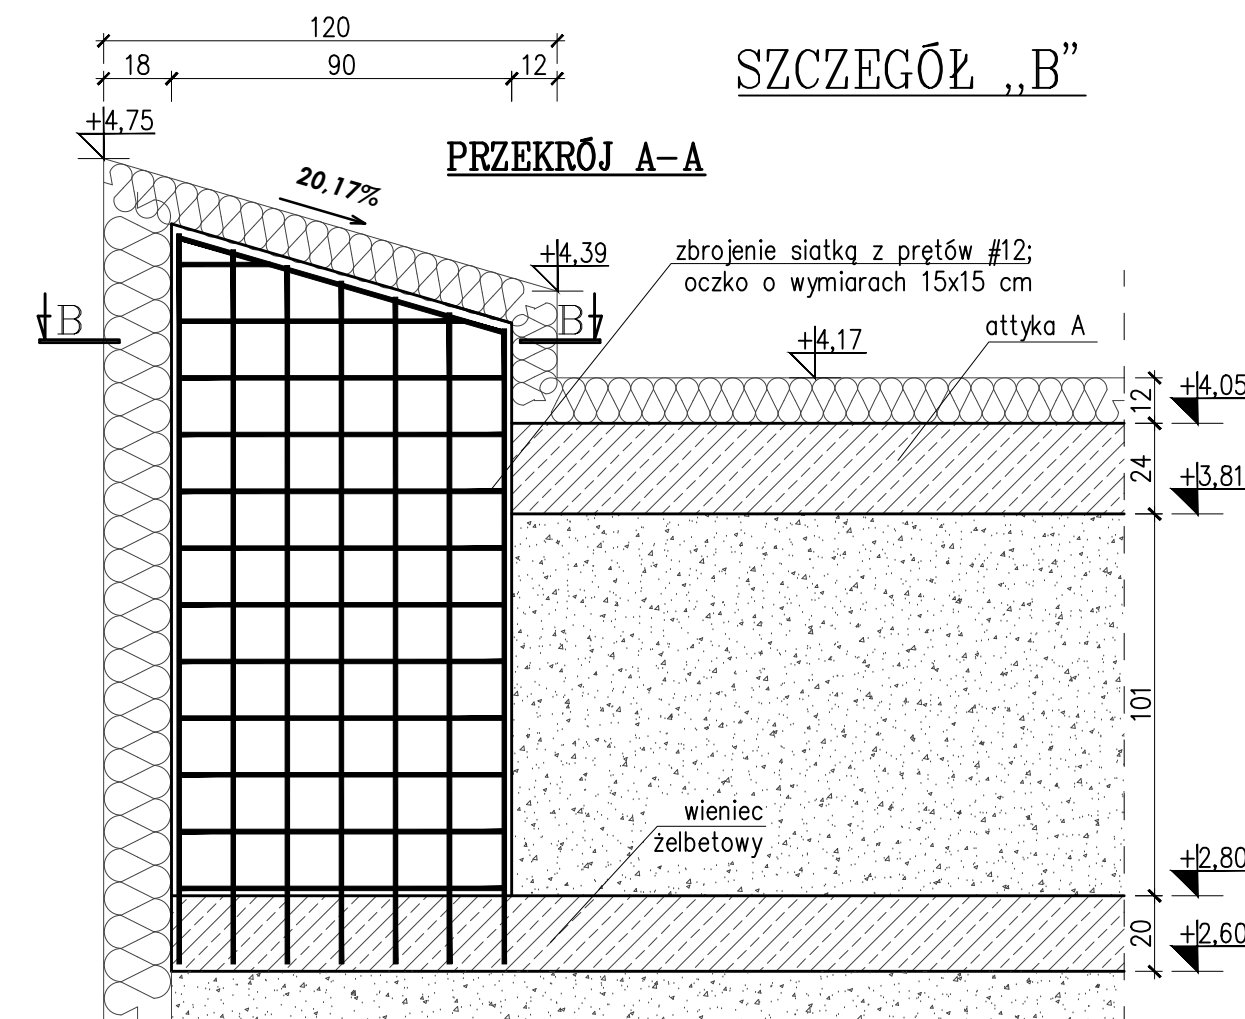 120
18 90 12
SZCZEGÓŁ ,,B”
+4,75
PRZEKRÓJ A-A
20,17%
+4,39
zbrojenie siatką z prętów #12;
oczko o wymiarach 15x15 cm
B B
attyka A
+4,17
12
+4,05
24
+3,81
101
wieniec
żelbetowy
+2,80
20
+2,60